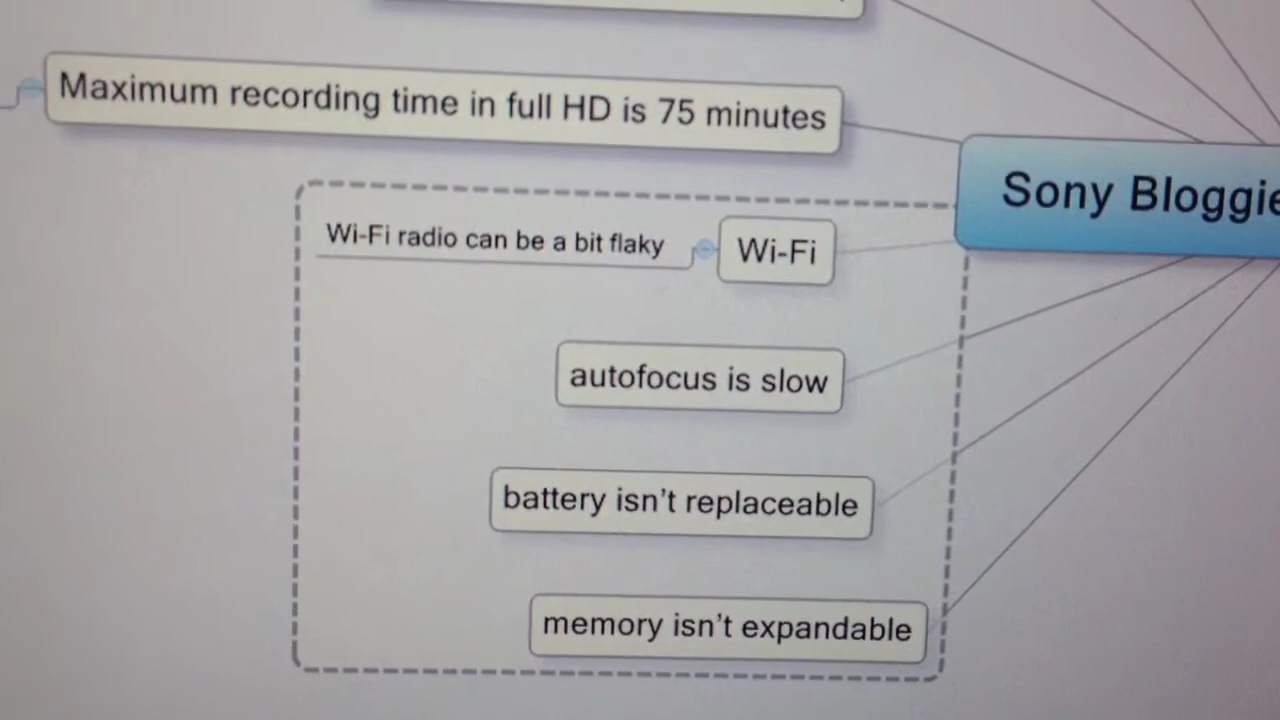 Maximum recording time in full HD is 75 minutes
Sony Bloggie
Wi-Fi radio can be a bit flaky
Wi-Fi
autofocus is slow
battery isn’t replaceable
memory isn’t expandable